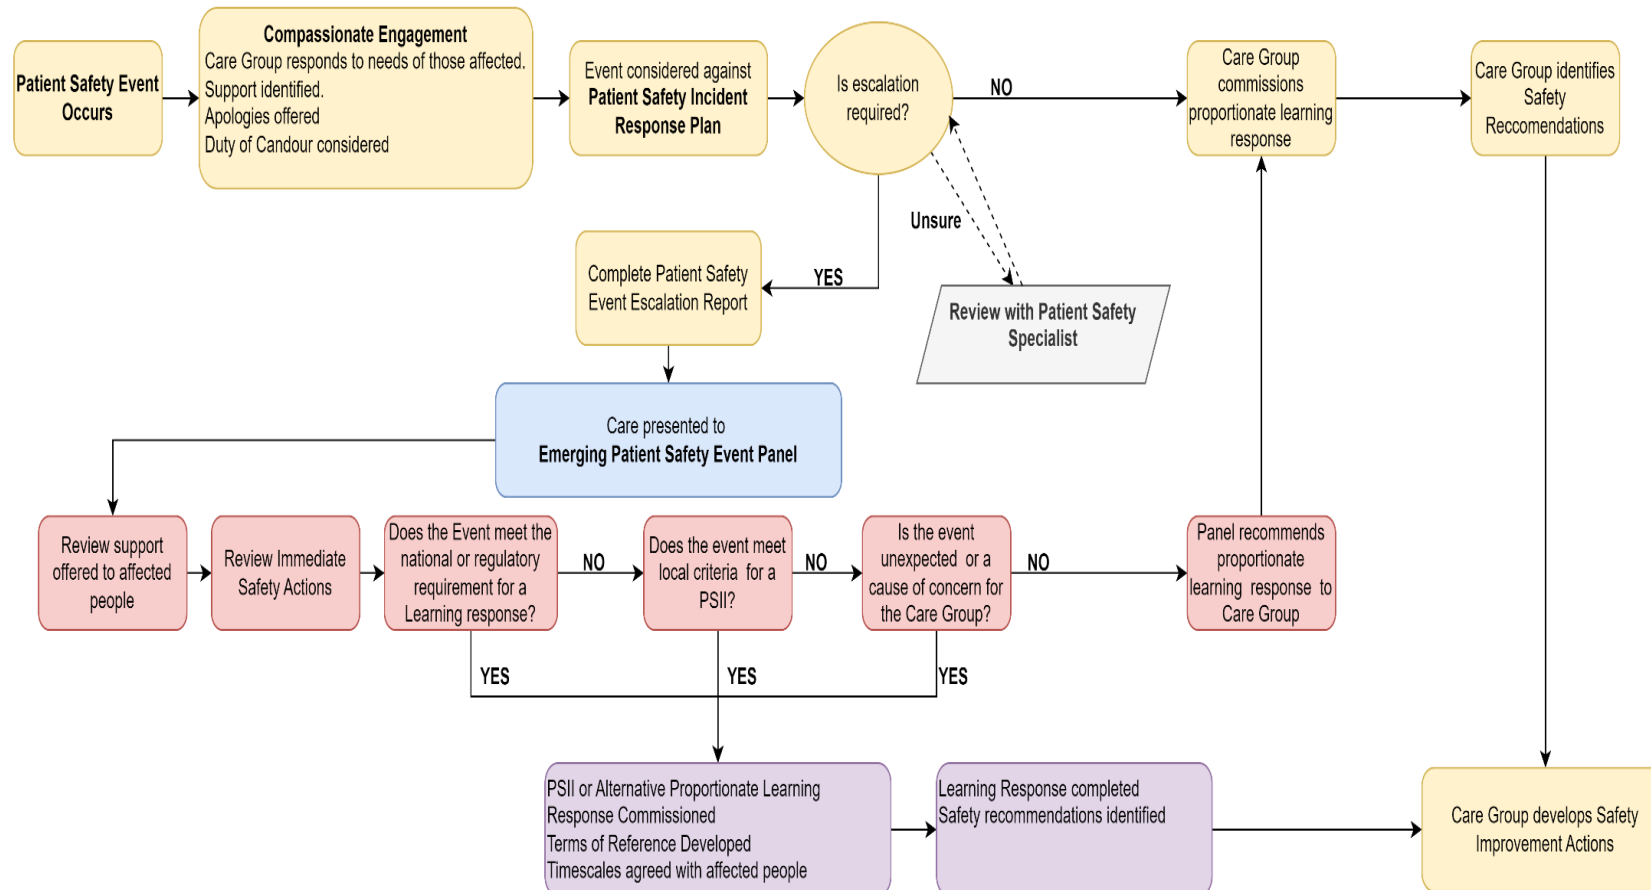 Patient Safety Event
Occurs
Compassionate Engagement
Care Group responds to needs of those affected.
Support identified.
Apologies offered
Duty of Candour considered
Event considered against
Patient Safety Incident
Response Plan
Is escalation
required?
NO
Care Group
commissions
proportionate learning
response
Care Group identifies
Safety
Reccomendations
Unsure
YES
Complete Patient Safety
Event Escalation Report
Review with Patient Safety
Specialist
Care presented to
Emerging Patient Safety Event Panel
Review support
offered to affected
people
Review Immediate
Safety Actions
Does the Event meet the
national or regulatory
requirement for a
Learning response?
NO
Does the event meet
local criteria for a
PSII?
NO
Is the event
unexpected or a
cause of concern for
the Care Group?
NO
Panel recommends
proportionate
learning response to
Care Group
YES
YES
YES
PSII or Alternative Proportionate Learning
Response Commissioned
Terms of Reference Developed
Timescales agreed with affected people
Learning Response completed
Safety recommendations identified
Care Group develops Safety
Improvement Actions